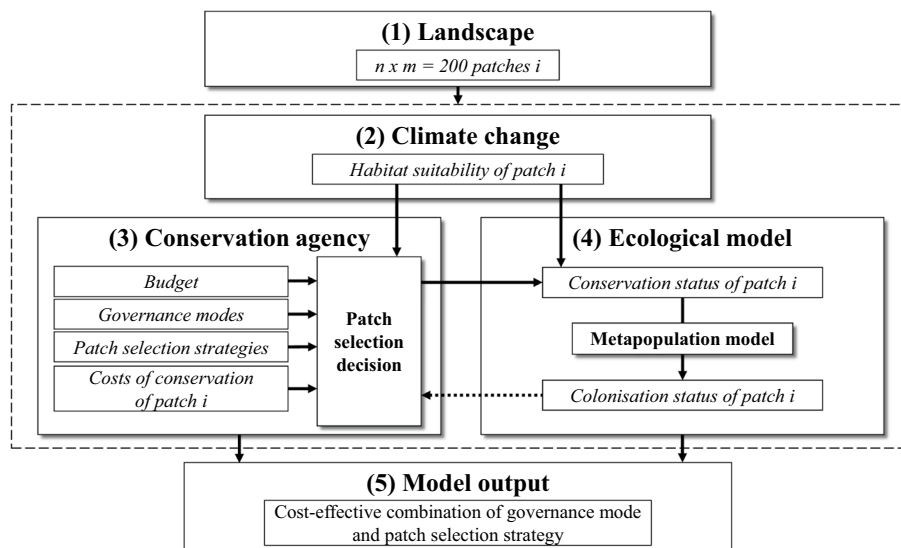 (1) Landscape
n x m = 200 patches i
(2) Climate change
Habitat suitability of patch i
(3) Conservation agency
Budget
Governance modes
Patch selection strategies
Costs of conservation
of patch i
Patch
selection
decision
(4) Ecological model
Conservation status of patch i
Metapopulation model
Colonisation status of patch i
(5) Model output
Cost-effective combination of governance mode
and patch selection strategy